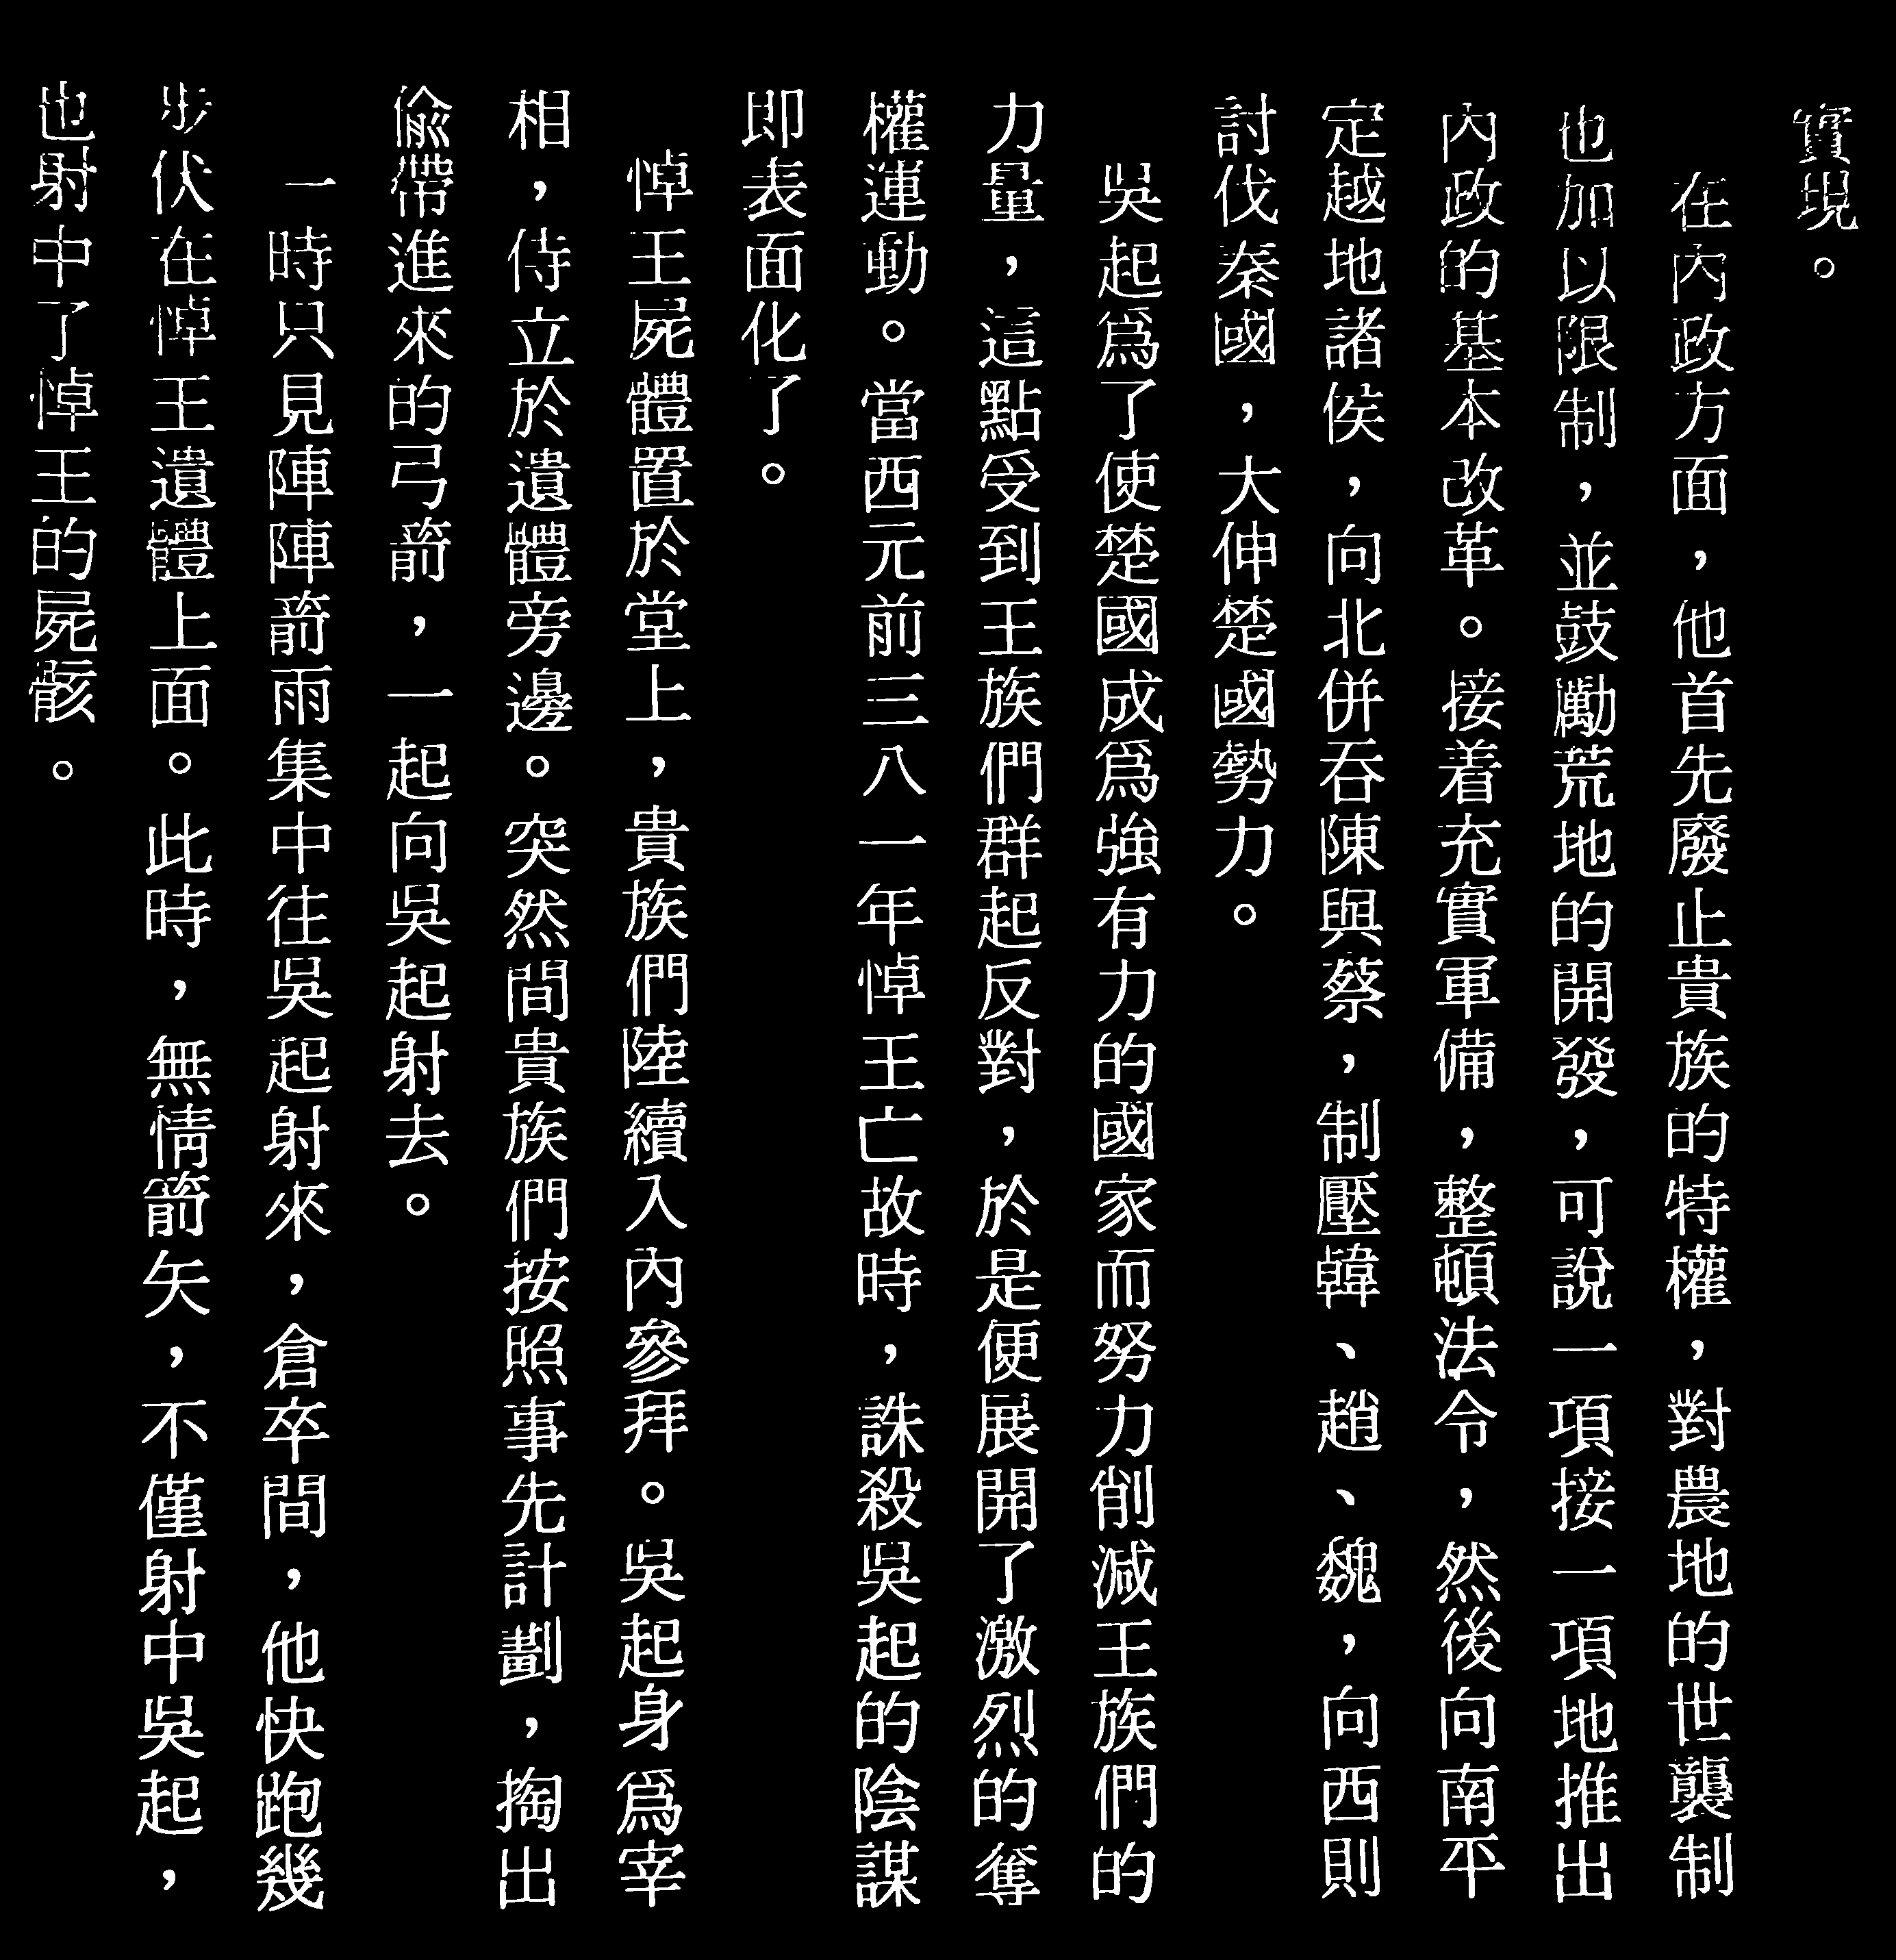 實現。
在內政方面，他首先廢止貴族的特權，對農地的世襲制
也加以限制，並鼓勵荒地的開發，可說一項接一項地推出
內政的基本改革。接着充實軍備，整頓法令，然後向南平
定越地諸侯，向北併吞陳與蔡，制壓韓、趙、魏，向西則
討伐秦國，大伸楚國勢力。
吳起爲了使楚國成爲強有力的國家而努力削減王族們的
力量，這點受到王族們群起反對，於是便展開了激烈的奪
權運動。當西元前三八一年悼王亡故時，誅殺吳起的陰謀
即表面化了。
悼王屍體置於堂上，貴族們陸續入內參拜。吳起身爲宰
相，侍立於遺體旁邊。突然間貴族們按照事先計劃，掏出
偷帶進來的弓箭，一起向吳起射去。
一時只見陣陣箭雨集中往吳起射來，倉卒間，他快跑幾
步伏在悼王遺體上面。此時，無情箭矢，不僅射中吳起，
也射中了悼王的屍骸。